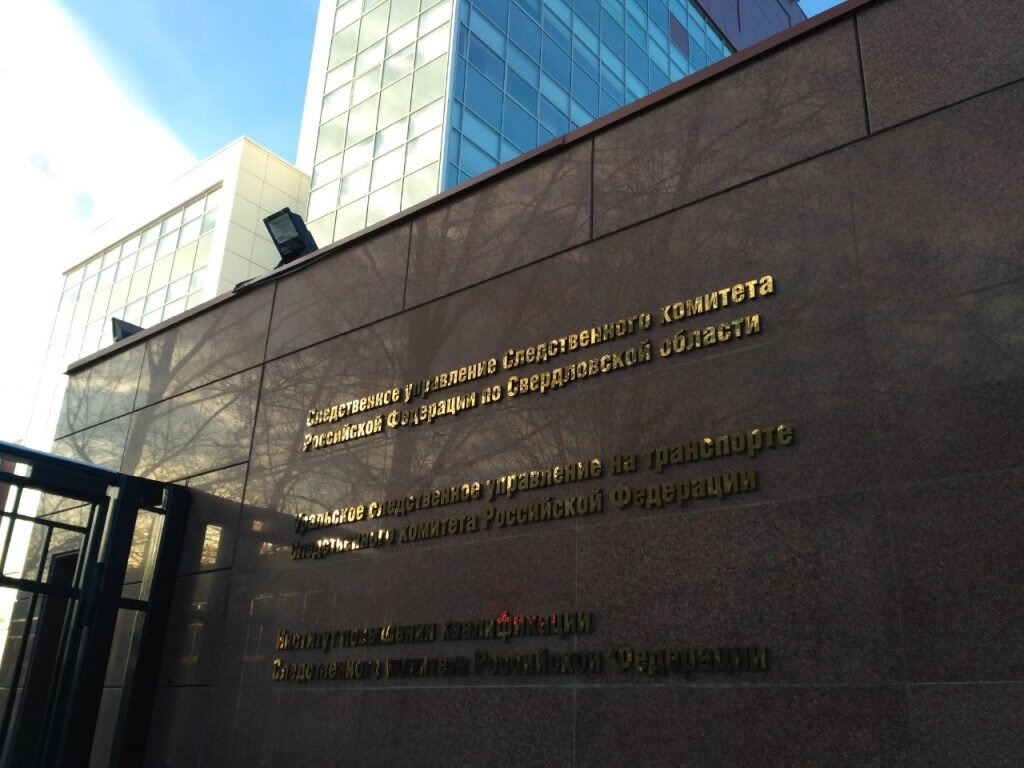 Следственное управление Следственного комитета
Российской Федерации по Свердловской области
Уральское следственное управление на транспорте
Следственного комитета Российской Федерации
Институт повышения квалификации
Следственного комитета Российской Федерации